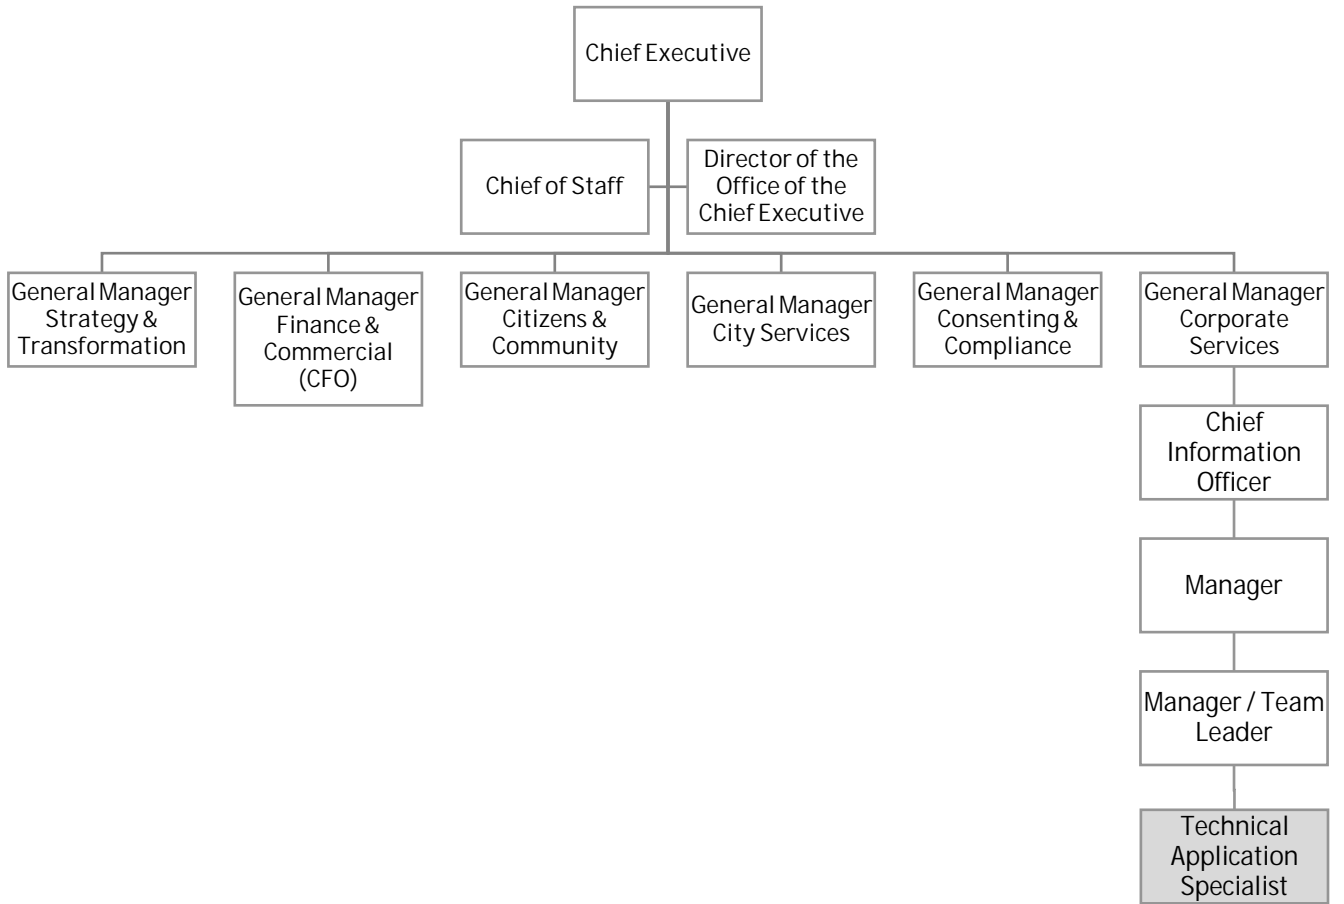 Chief Executive
Chief of Staff
Director of the
Office of the
Chief Executive
General Manager
Strategy &
Transformation
General Manager
Finance &
Commercial
(CFO)
General Manager
Citizens &
Community
General Manager
City Services
General Manager
Consenting &
Compliance
General Manager
Corporate
Services
Chief
Information
Officer
Manager
Manager / Team
Leader
Technical
Application
Specialist